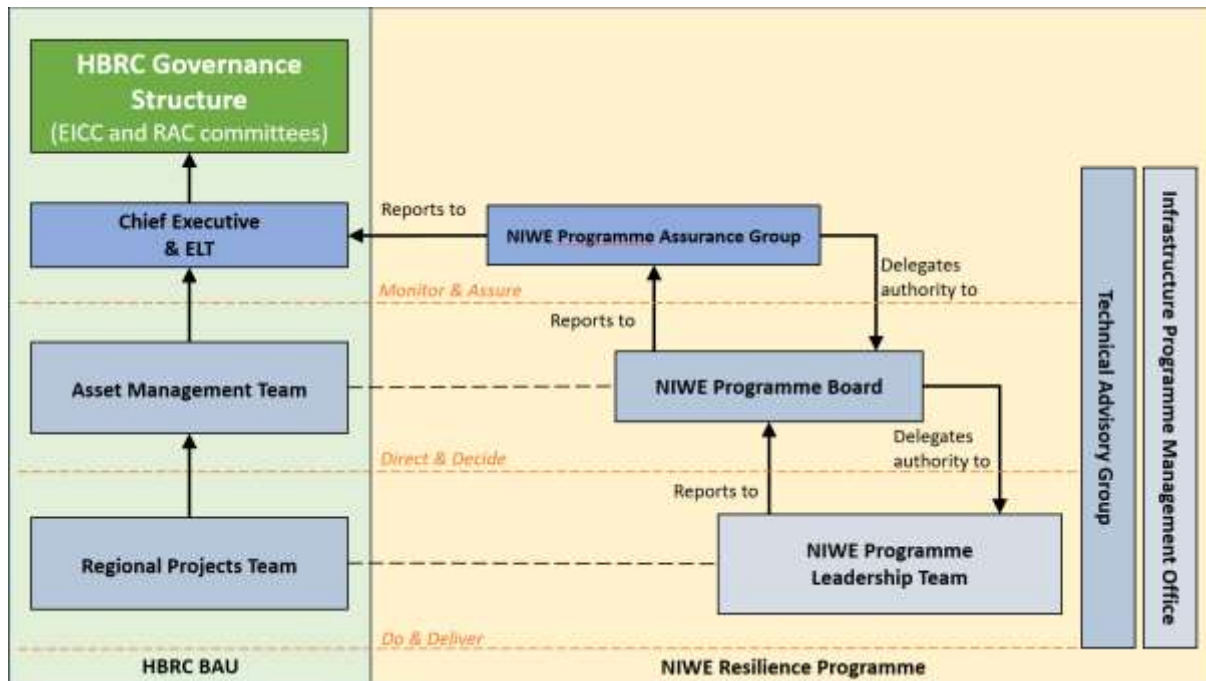 HBRC Governance
Structure
(EICC and RAC committees)
Chief Executive
& ELT
Reports to
NIWE Programme Assurance Group
Delegates
authority to
Monitor & Assure
Reports to
Asset Management Team
NIWE Programme Board
Delegates
authority to
Direct & Decide
Reports to
Regional Projects Team
NIWE Programme
Leadership Team
Do & Deliver
HBRC BAU
NIWE Resilience Programme
Technical Advisory Group
Infrastructure Programme Management Office